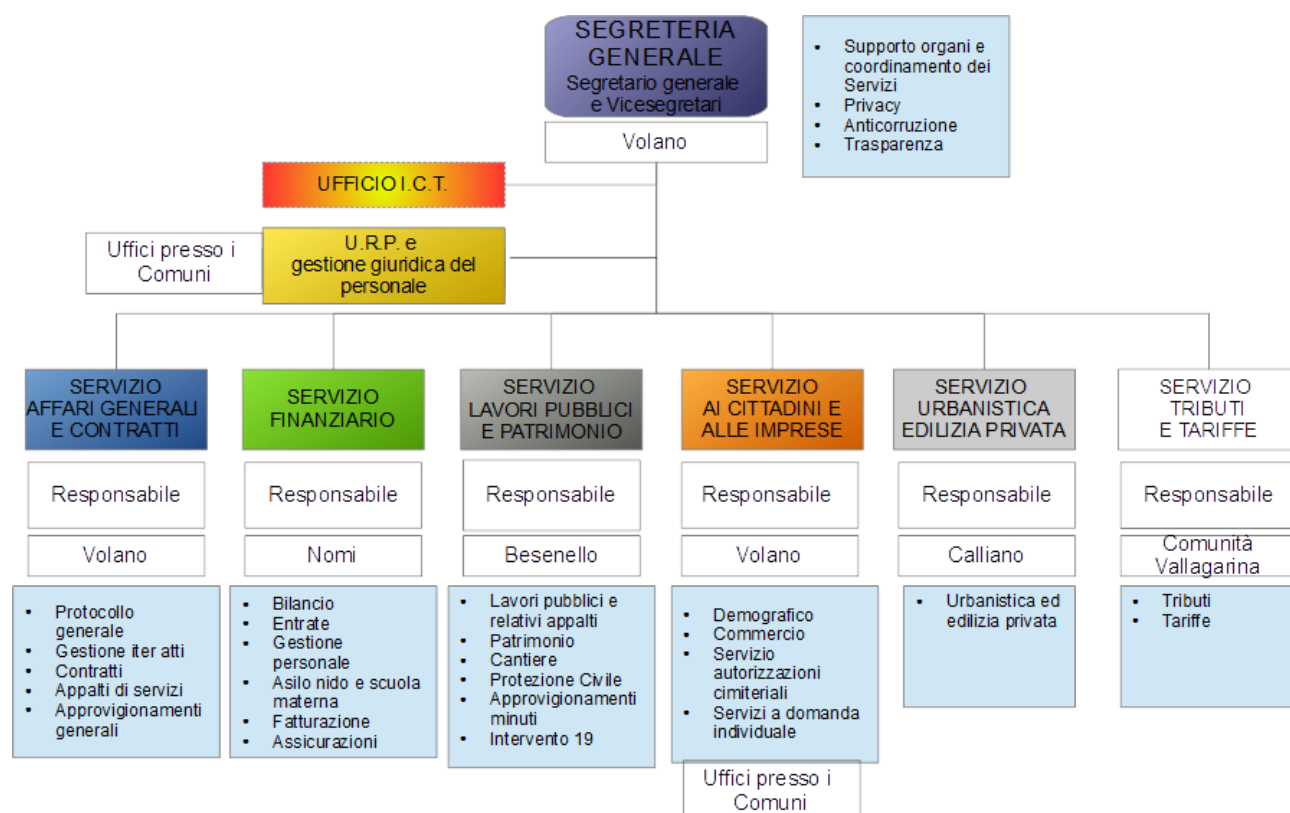 SEGRETERIA
GENERALE
Segretario generale
e Vicesegretari
Volano
• Supporto organi e
coordinamento dei
Servizi
• Privacy
• Anticorruzione
• Trasparenza
UFFICIO I.C.T.
Uffici presso i
Comuni
U.R.P. e
gestione giuridica del
personale
SERVIZIO
AFFARI GENERALI
E CONTRATTI
Responsabile
Volano
• Protocollo
generale
• Gestione iter atti
• Contratti
• Appalti di servizi
• Approvigionamenti
generali
SERVIZIO
FINANZIARIO
Responsabile
Nomi
• Bilancio
• Entrate
• Gestione
personale
• Asilo nido e scuola
materna
• Fatturazione
• Assicurazioni
SERVIZIO
LAVORI PUBBLICI
E PATRIMONIO
Responsabile
Besenello
• Lavori pubblici e
relativi appalti
• Patrimonio
• Cantiere
• Protezione Civile
• Approvigionamenti
minuti
• Intervento 19
SERVIZIO
AI CITTADINI E
ALLE IMPRESE
Responsabile
Volano
• Demografico
• Commercio
• Servizio
autorizzazioni
cimiteriali
• Servizi a domanda
individuale
Uffici presso i
Comuni
SERVIZIO
URBANISTICA
EDILIZIA PRIVATA
Responsabile
Calliano
• Urbanistica ed
edilizia privata
SERVIZIO
TRIBUTI
E TARIFFE
Responsabile
Comunità
Vallagarina
• Tributi
• Tariffe